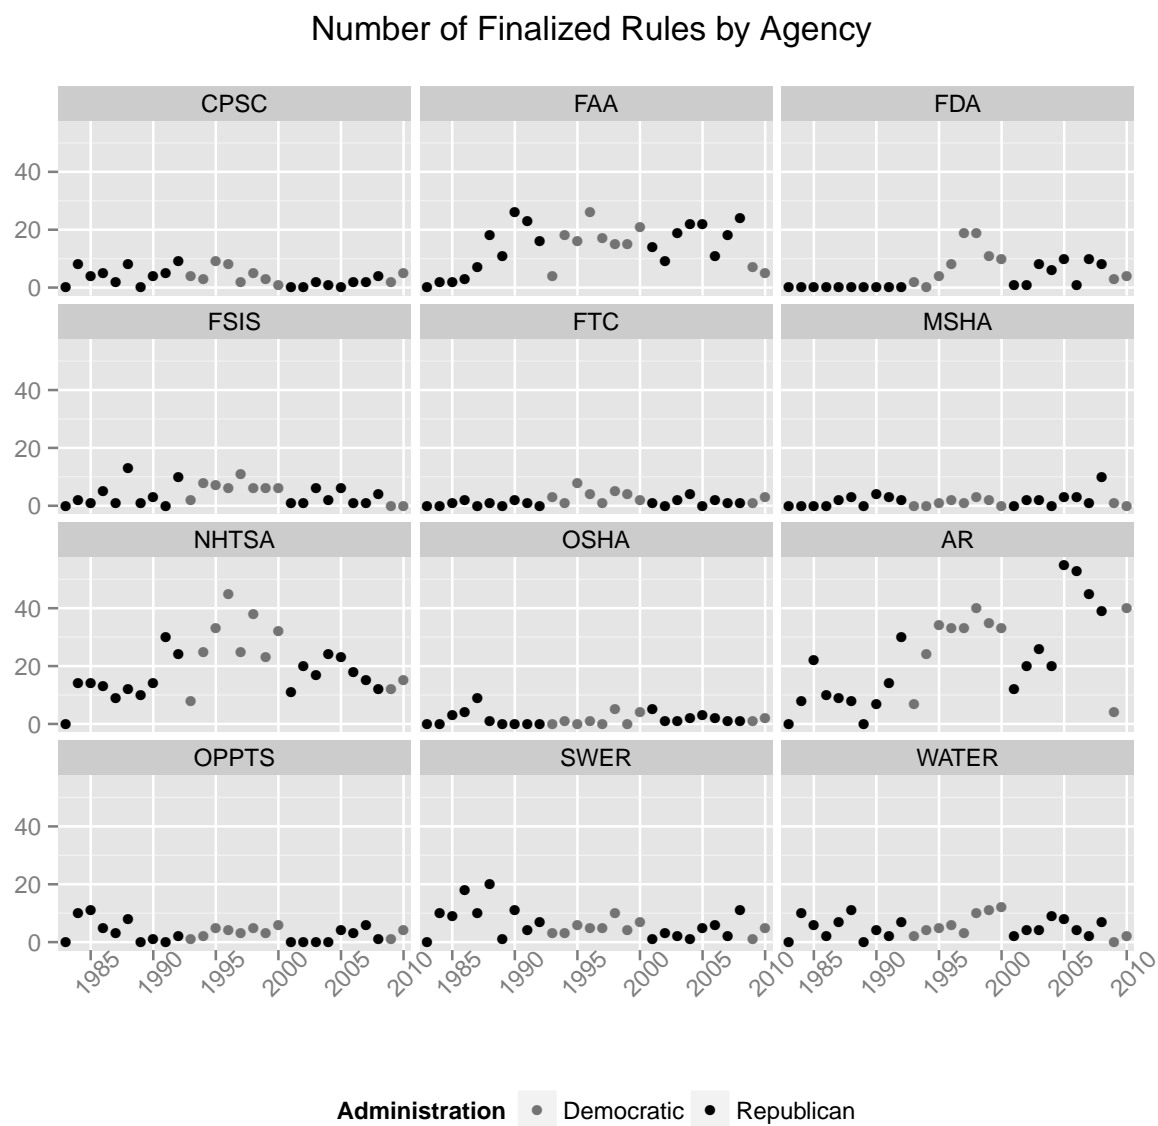 Number of Finalized Rules by Agency
CPSC FAA FDA
40
20
0
FSIS FTC MSHA
40
20
0
NHTSA OSHA AR
40
20
0
OPPTS SWER WATER
40
20
0
1985 1990 1995 2000 2005 2010 1985 1990 1995 2000 2005 2010 1985 1990 1995 2000 2005 2010
Administration Democratic Republican